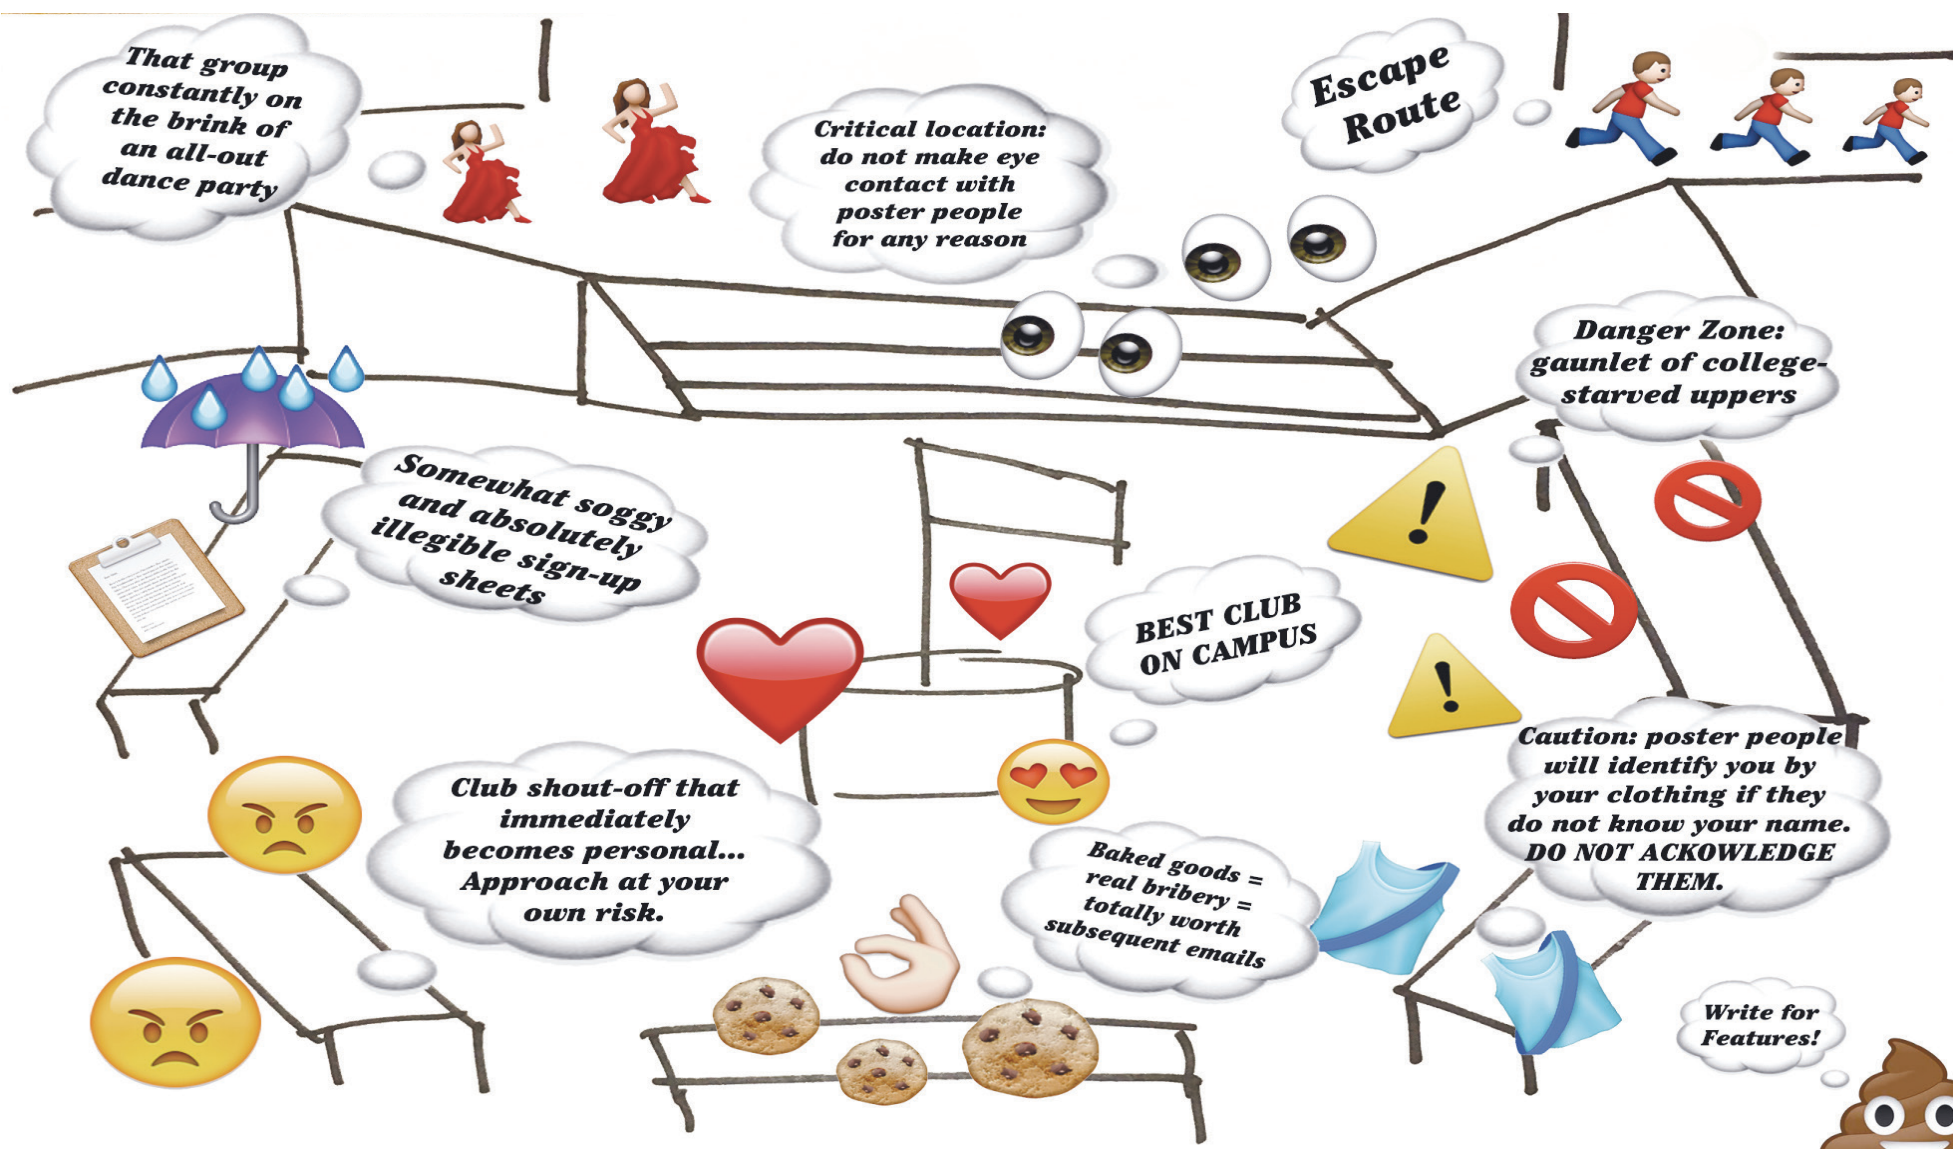 That group
constantly on
the brink of
an all-out
dance party
Critical location:
do not make eye
contact with
poster people
for any reason
Escape
Route
Danger Zone:
gaunlet of college-
starved uppers
Somewhat soggy
and absolutely
illegible sign-up
sheets
BEST CLUB
ON CAMPUS
Caution: poster people
will identify you by
your clothing if they
do not know your name.
DO NOT ACKOWLEDGE
THEM.
Club shout-off that
immediately
becomes personal...
Approach at your
own risk.
Baked goods =
real bribery =
totally worth
subsequent emails
Write for
Features!